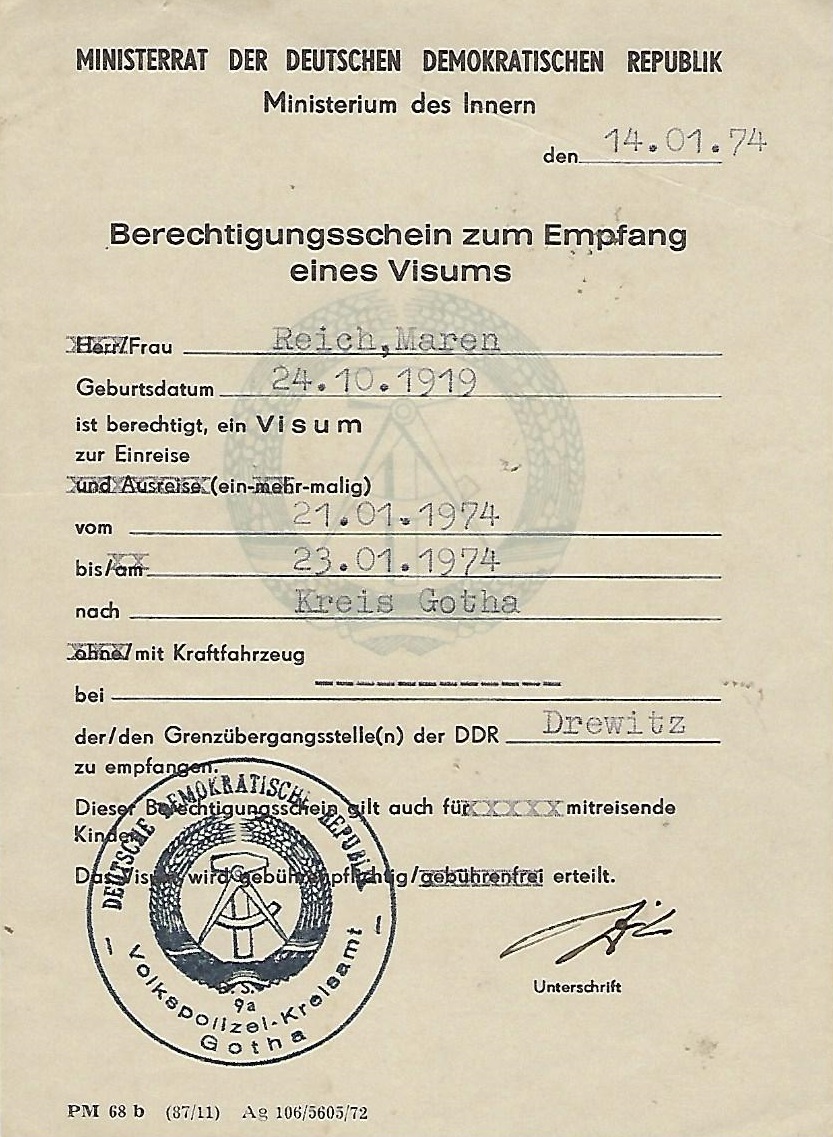 MINISTERRAT DER DEUTSCHEN DEMOKRATISCHEN REPUBLIK
Ministerium des Innern
den 14.01.74
Berechtigungsschein zum Empfang
eines Visums
Herr/Frau Reich,Maren
Geburtsdatum 24.10.1919
ist berechtigt, ein Visum
zur Einreise
und Ausreise (ein-mehr-malig)
vom 21.01.1974
bis/am 23.01.1974
nach Kreis Gotha
ohne/mit Kraftfahrzeug
bei
der/den Grenzübergangsstelle(n) der DDR Drewitz
zu empfangen.
Dieser Berechtigungsschein gilt auch für XXXXX mitreisende
Kinder
Das Visum wird gebührenpflichtig/gebührenfrei erteilt.
DEUTSCHE DEMOKRATISCHE REPUBLIK
9a
Volkspolizei-Kreisamt
Gotha
Unterschrift
PM 68 b (87/11) Ag 106/5605/72